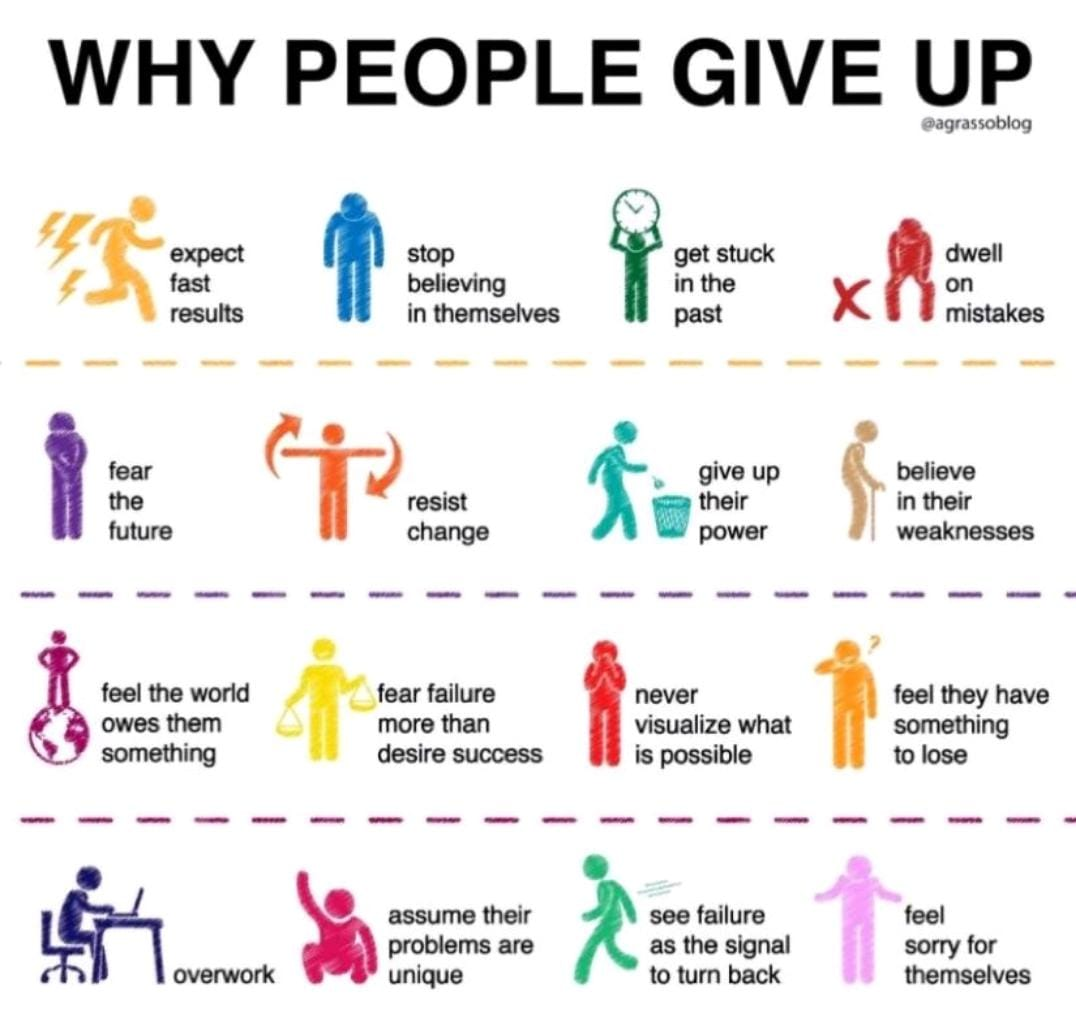 WHY PEOPLE GIVE UP
@agrassoblog
expect
fast
results
stop
believing
in themselves
get stuck
in the
past
dwell
on
mistakes
fear
the
future
resist
change
give up
their
power
believe
in their
weaknesses
feel the world
owes them
something
fear failure
more than
desire success
never
visualize what
is possible
feel they have
something
to lose
overwork
assume their
problems are
unique
see failure
as the signal
to turn back
feel
sorry for
themselves